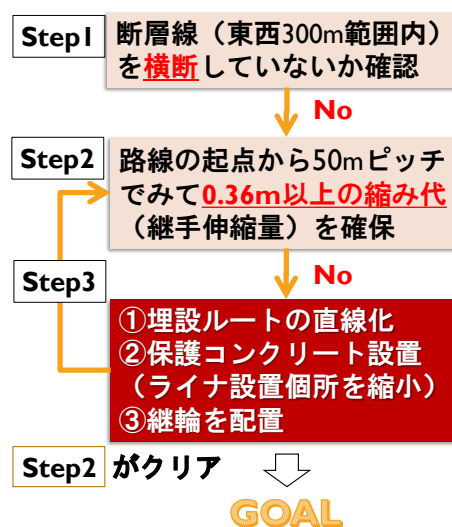 Step1
断層線（東西300m範囲内）
を横断していないか確認
No
Step2
路線の起点から50mピッチ
でみて0.36m以上の縮み代
（継手伸縮量）を確保
No
Step3
①埋設ルートの直線化
②保護コンクリート設置
（ライナ設置個所を縮小）
③継輪を配置
Step2 がクリア
GOAL